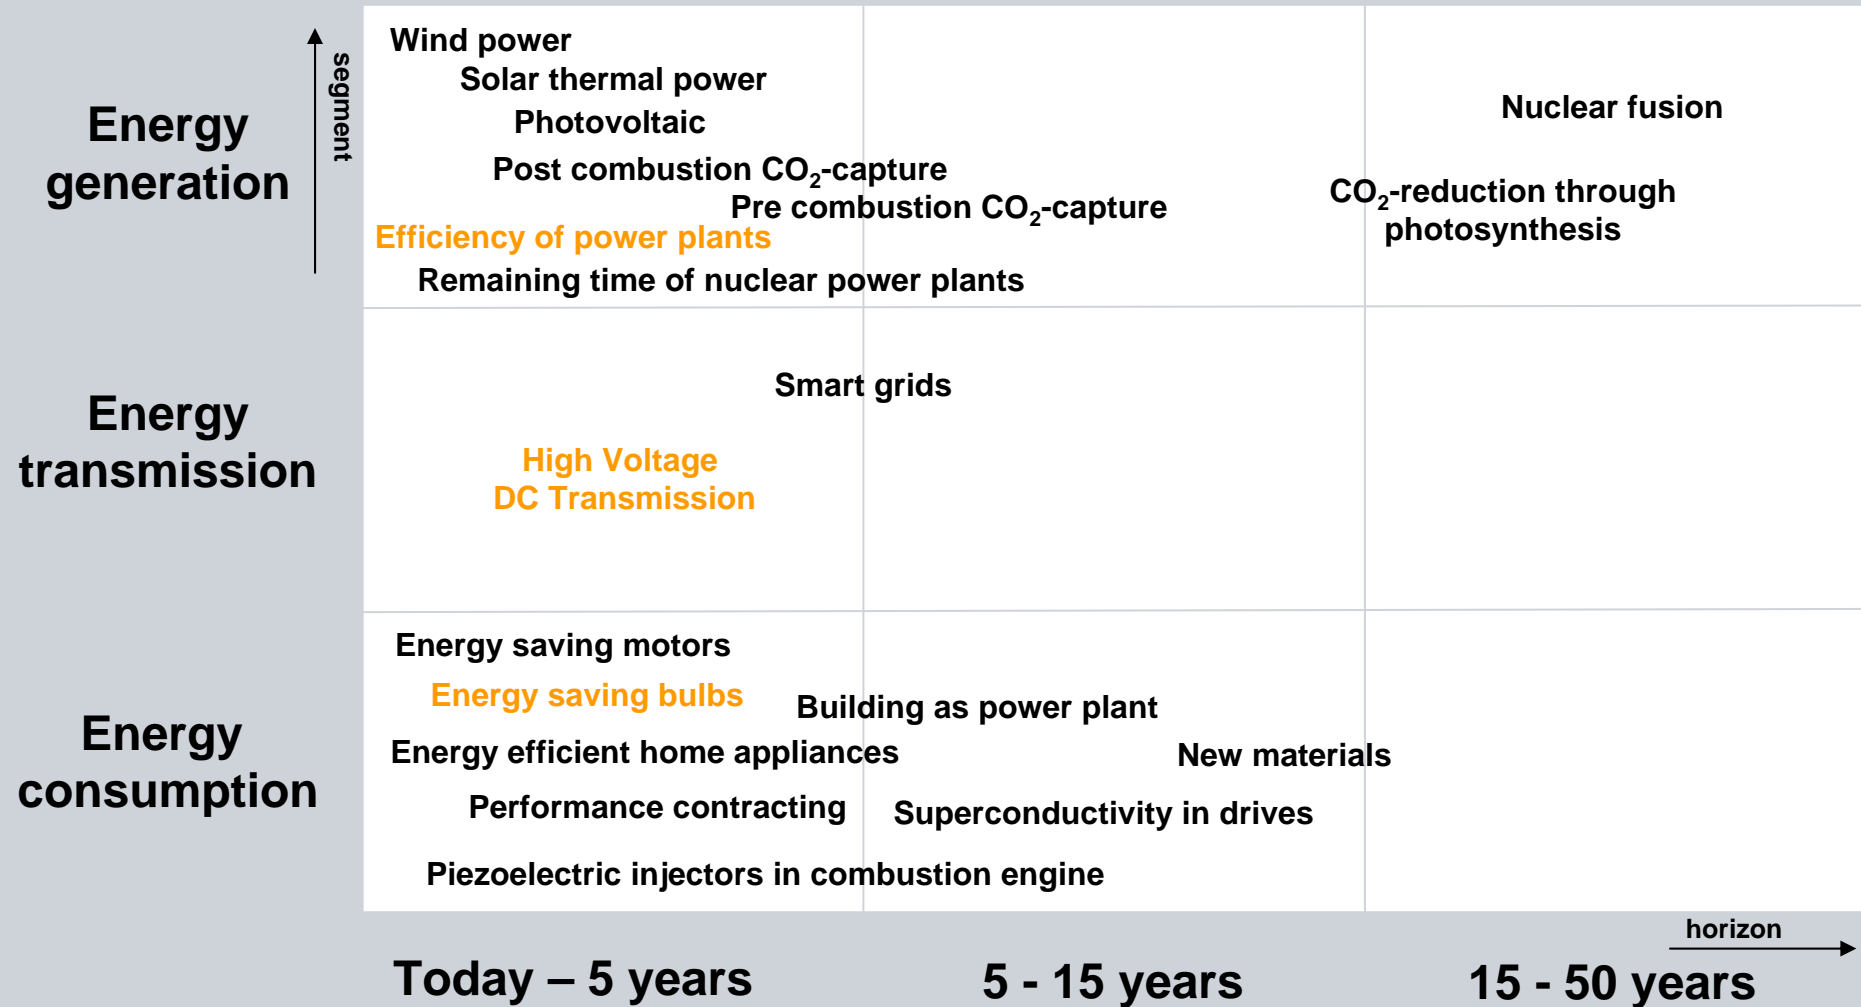 segment
Energy
generation
Wind power
Solar thermal power
Photovoltaic
Post combustion CO₂-capture
Pre combustion CO₂-capture
Efficiency of power plants
Remaining time of nuclear power plants
Nuclear fusion
CO₂-reduction through
photosynthesis
Energy
transmission
Smart grids
High Voltage
DC Transmission
Energy
consumption
Energy saving motors
Energy saving bulbs
Building as power plant
Energy efficient home appliances
New materials
Performance contracting
Superconductivity in drives
Piezoelectric injectors in combustion engine
horizon
Today – 5 years
5 - 15 years
15 - 50 years